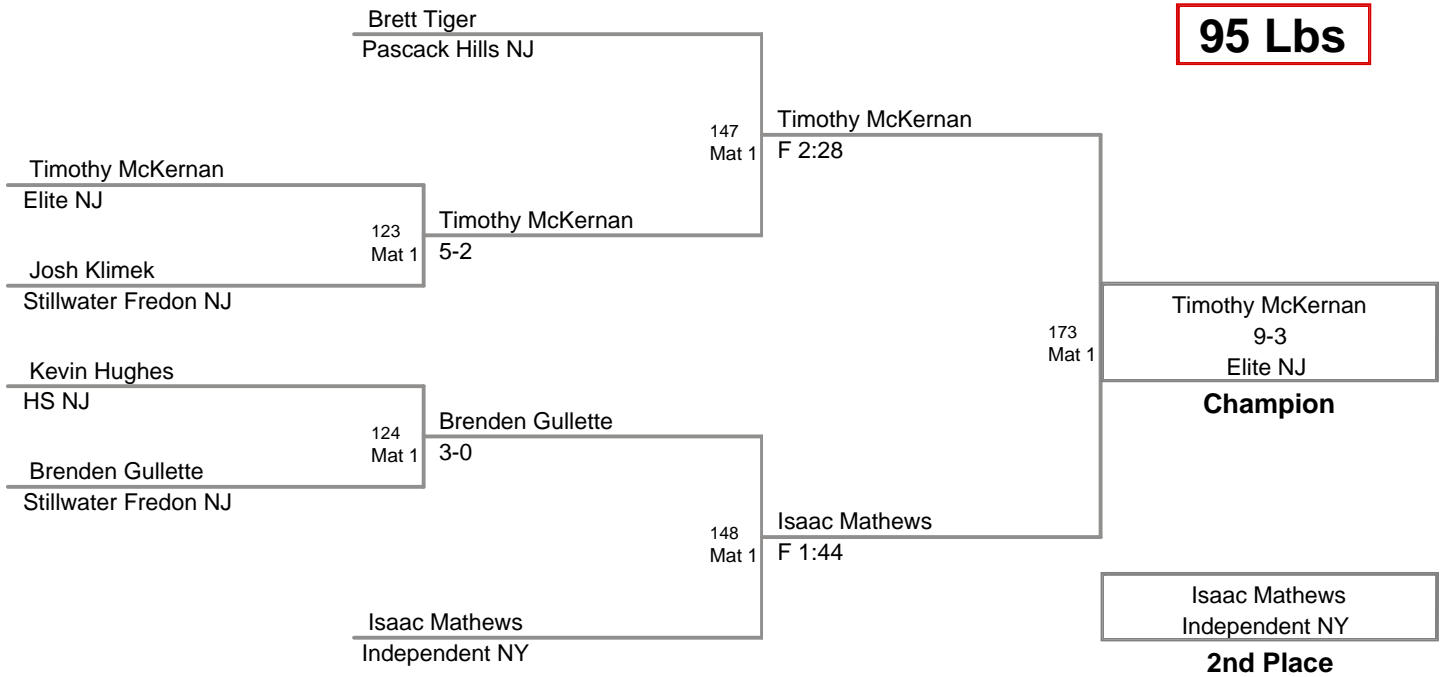 Brett Tiger
Pascack Hills NJ
95 Lbs
147
Mat 1
Timothy McKernan
F 2:28
Timothy McKernan
Elite NJ
123
Mat 1
Timothy McKernan
5-2
Josh Klimek
Stillwater Fredon NJ
173
Mat 1
Timothy McKernan
9-3
Elite NJ
Champion
Kevin Hughes
HS NJ
124
Mat 1
Brenden Gullette
3-0
Brenden Gullette
Stillwater Fredon NJ
148
Mat 1
Isaac Mathews
F 1:44
Isaac Mathews
Independent NY
Isaac Mathews
Independent NY
2nd Place